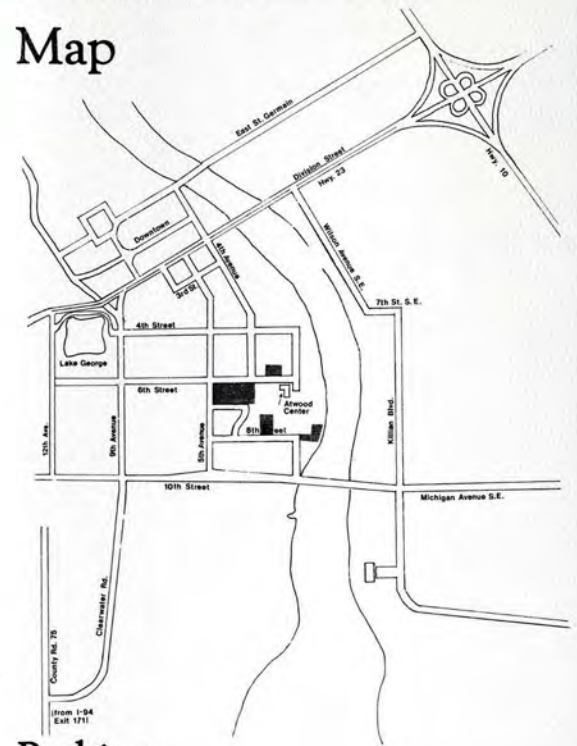 Map
East St. Germain
Division Street
Hwy. 23
Hwy. 10
Downtown
4th Avenue
3rd St.
Wilson Avenue S.E.
7th St. S.E.
4th Street
Lake George
6th Street
Atwood
Center
8th Street
12th Ave.
9th Avenue
5th Avenue
Killian Blvd.
10th Street
Michigan Avenue S.E.
Clearwater Rd.
County Rd. 75
(from I-94
Exit 171)